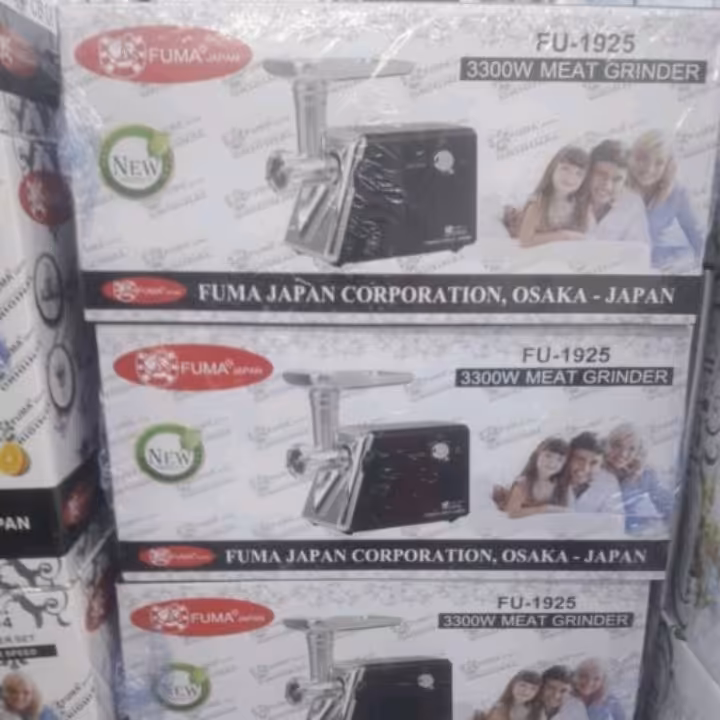 FUMA JAPAN
FU-1925
3300W MEAT GRINDER
NEW
FUMA JAPAN CORPORATION, OSAKA - JAPAN
FUMA JAPAN
FU-1925
3300W MEAT GRINDER
NEW
FUMA JAPAN CORPORATION, OSAKA - JAPAN
PAN
FUMA JAPAN
FU-1925
3300W MEAT GRINDER
NEW
SPEED